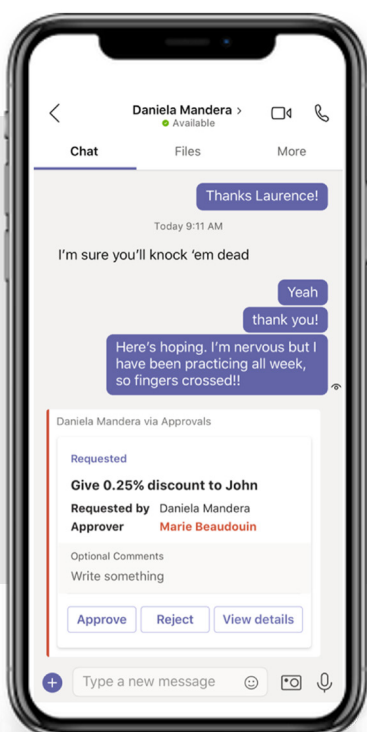 Daniela Mandera >
Available
Chat Files More
Thanks Laurence!
Today 9:11 AM
I'm sure you'll knock 'em dead
Yeah
thank you!
Here's hoping. I'm nervous but I
have been practicing all week,
so fingers crossed!!
Daniela Mandera via Approvals
Requested
Give 0.25% discount to John
Requested by Daniela Mandera
Approver Marie Beaudouin
Optional Comments
Write something
Approve Reject View details
Type a new message